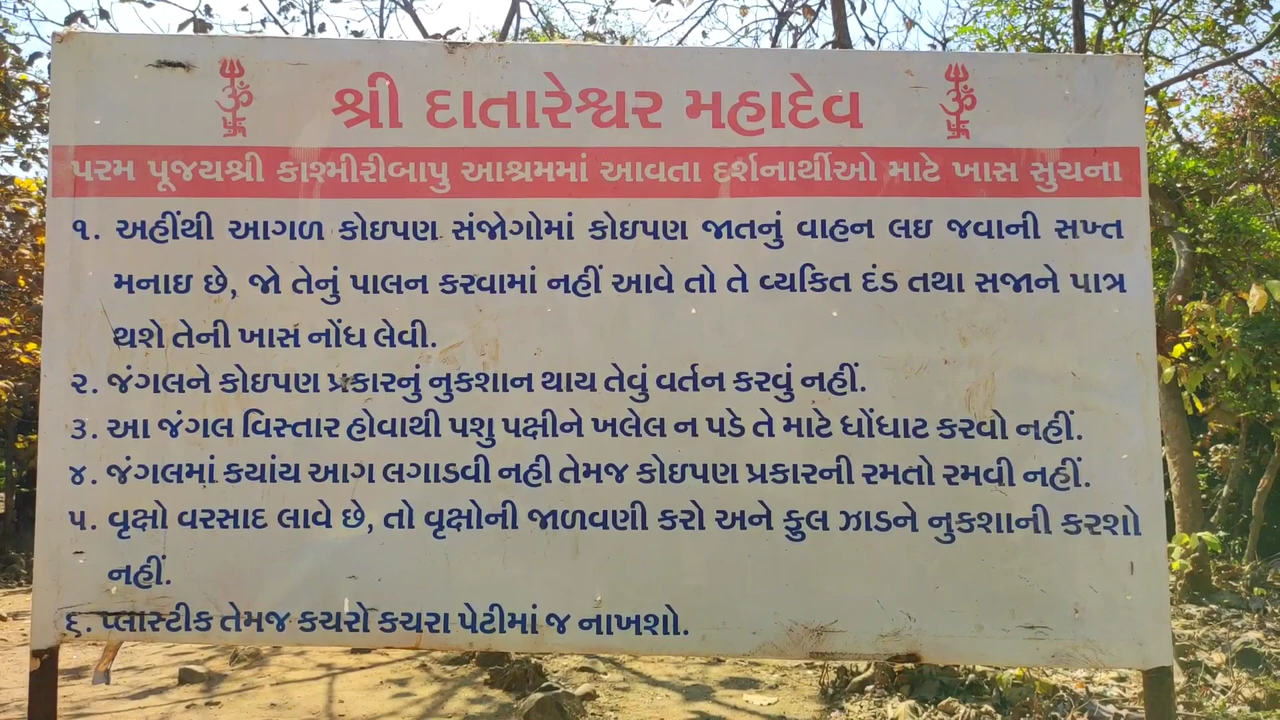 શ્રી દાતારેશ્વર મહાદેવ
પરમ પૂજયશ્રી કાશ્મીરીબાપુ આશ્રમમાં આવતા દર્શનાર્થીઓ માટે ખાસ સુચના
૧. અહીંથી આગળ કોઇપણ સંજોગોમાં કોઇપણ જાતનું વાહન લઇ જવાની સખ્ત
મનાઇ છે, જો તેનું પાલન કરવામાં નહીં આવે તો તે વ્યકિત દંડ તથા સજાને પાત્ર
થશે તેની ખાસ નોંધ લેવી.
૨. જંગલને કોઇપણ પ્રકારનું નુકશાન થાય તેવું વર્તન કરવું નહીં.
૩. આ જંગલ વિસ્તાર હોવાથી પશુ પક્ષીને ખલેલ ન પડે તે માટે ધોંધાટ કરવો નહીં.
૪. જંગલમાં કયાંય આગ લગાડવી નહી તેમજ કોઇપણ પ્રકારની રમતો રમવી નહીં.
૫. વૃક્ષો વરસાદ લાવે છે, તો વૃક્ષોની જાળવણી કરો અને ફુલ ઝાડને નુકશાની કરશો
નહીં.
૬. પ્લાસ્ટીક તેમજ કચરો કચરા પેટીમાં જ નાખશો.